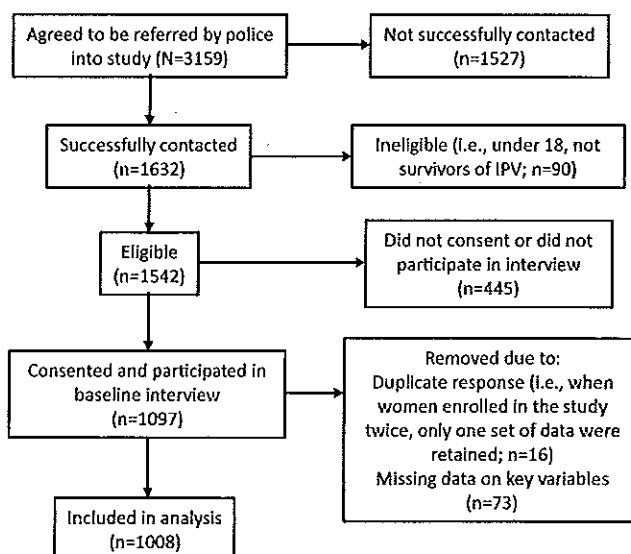 Agreed to be referred by police
into study (N=3159)
Not successfully contacted
(n=1527)
Successfully contacted
(n=1632)
Ineligible (i.e., under 18, not
survivors of IPV; n=90)
Eligible
(n=1542)
Did not consent or did not
participate in interview
(n=445)
Consented and participated in
baseline interview
(n=1097)
Removed due to:
Duplicate response (i.e., when
women enrolled in the study
twice, only one set of data were
retained; n=16)
Missing data on key variables
(n=73)
Included in analysis
(n=1008)